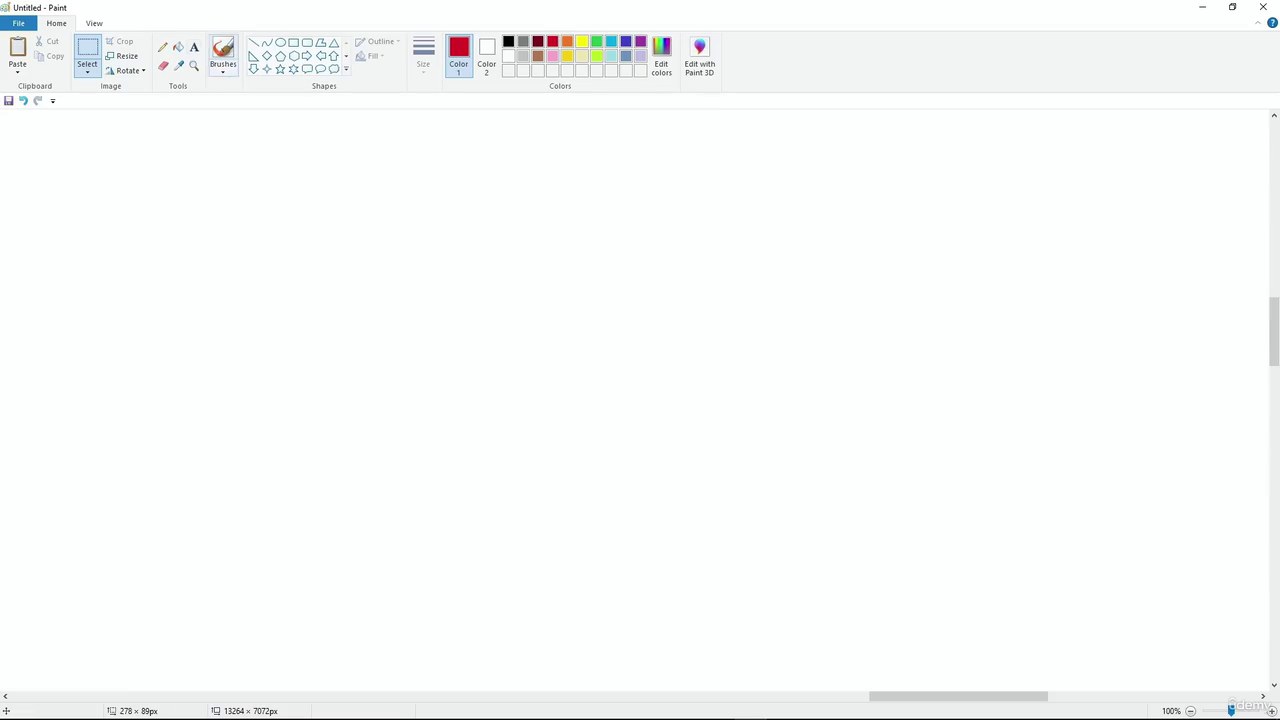 Untitled - Paint
File Home View
Paste Cut Copy Clipboard
Select Crop Resize Rotate Image
Tools
Brushes
Shapes Outline Fill
Size
Color 1 Color 2 Colors
Edit colors
Edit with Paint 3D
278 × 89px 13264 × 7072px 100%
ûdemy